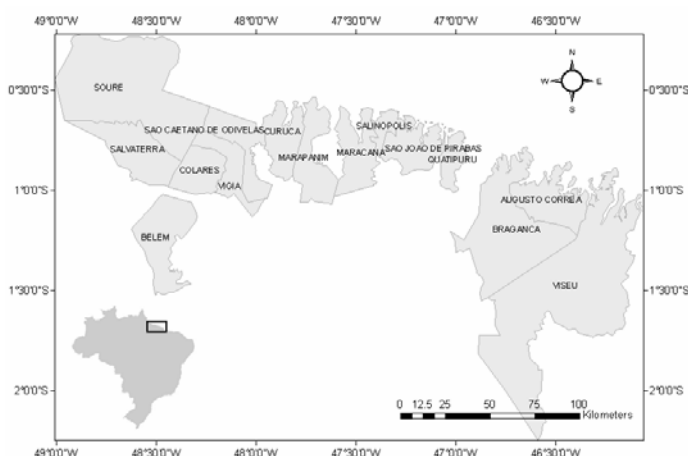 49°0'0"W 48°30'0"W 48°0'0"W 47°30'0"W 47°0'0"W 46°30'0"W
N
W E
S
0°30'0"S 0°30'0"S
SOURE
SAO CAETANO DE ODIVELAS CURUCA SALINOPOLIS
SALVATERRA MARAPANIM MARACANA SAO JOAO DE PIRABAS
QUATIPURU
COLARES
VIGIA
1°0'0"S 1°0'0"S
AUGUSTO CORREA
BELEM BRAGANCA
1°30'0"S 1°30'0"S
VISEU
2°0'0"S 2°0'0"S
0 12.5 25 50 75 100
Kilometers
49°0'0"W 48°30'0"W 48°0'0"W 47°30'0"W 47°0'0"W 46°30'0"W